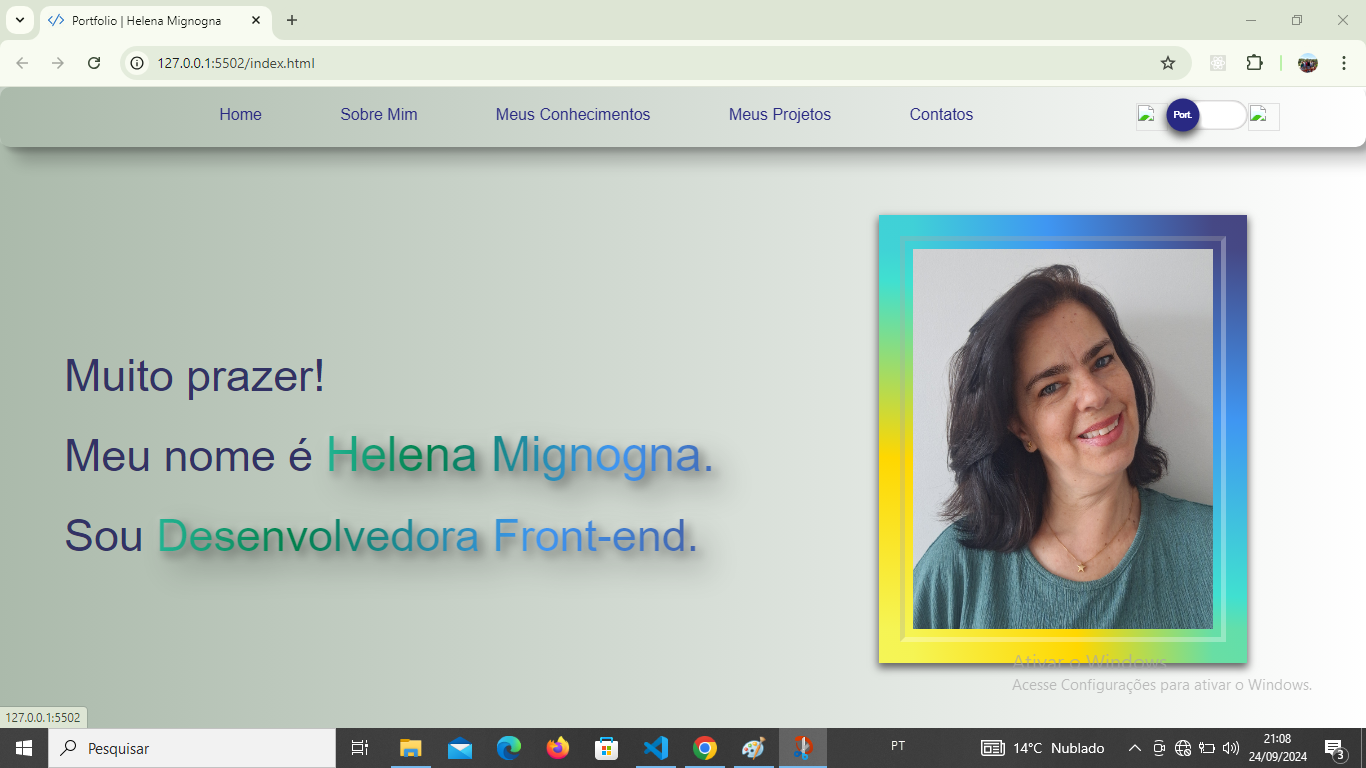 Portfolio | Helena Mignogna
127.0.0.1:5502/index.html
Home Sobre Mim Meus Conhecimentos Meus Projetos Contatos Port.
Muito prazer!
Meu nome é Helena Mignogna.
Sou Desenvolvedora Front-end.
Ativar o Windows
Acesse Configurações para ativar o Windows.
127.0.0.1:5502
Pesquisar
PT
14°C Nublado
21:08
24/09/2024
3